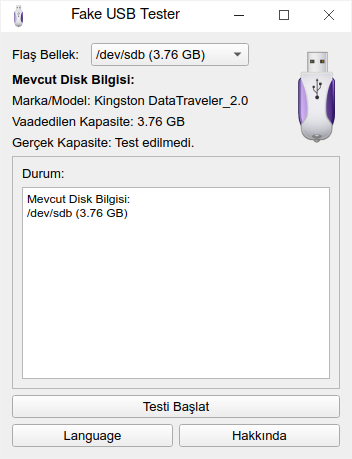 Fake USB Tester
Flaş Bellek: /dev/sdb (3.76 GB)
Mevcut Disk Bilgisi:
Marka/Model: Kingston DataTraveler_2.0
Vaadedilen Kapasite: 3.76 GB
Gerçek Kapasite: Test edilmedi.
Durum:
Mevcut Disk Bilgisi:
/dev/sdb (3.76 GB)
Testi Başlat
Language Hakkında